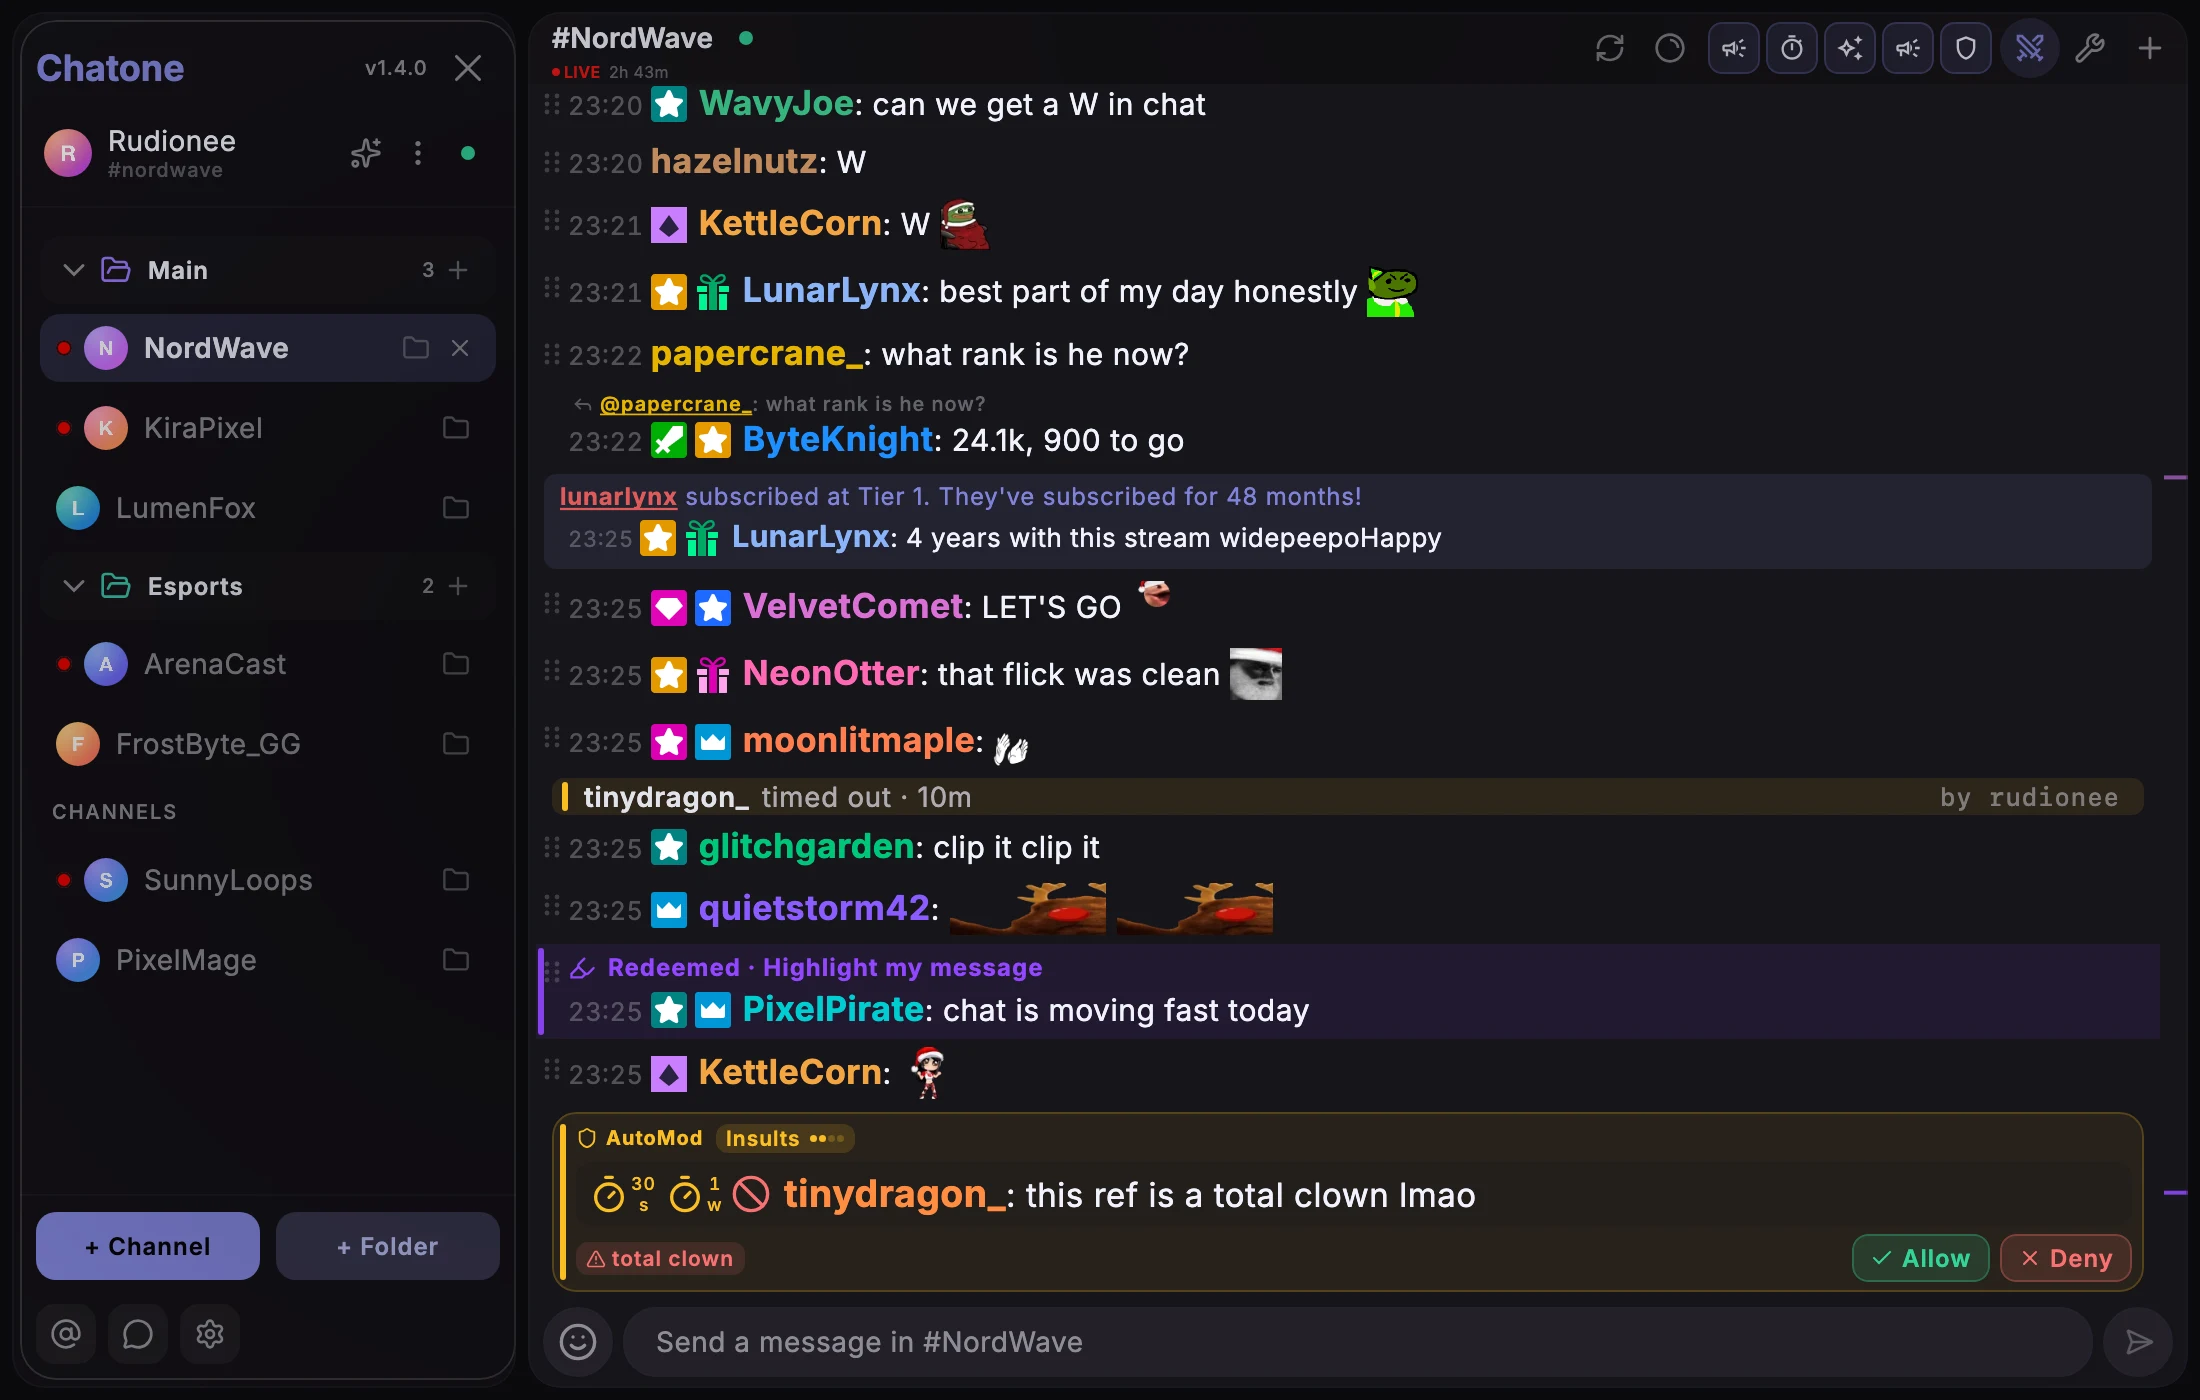 Chatone
v1.4.0
R
Rudionee
#nordwave
Main
3
N
NordWave
K
KiraPixel
L
LumenFox
Esports
2
A
ArenaCast
F
FrostByte_GG
CHANNELS
S
SunnyLoops
P
PixelMage
+ Channel
+ Folder
#NordWave
LIVE 2h 43m
23:20 WavyJoe: can we get a W in chat
23:20 hazelnutz: W
23:21 KettleCorn: W
23:21 LunarLynx: best part of my day honestly
23:22 papercrane_: what rank is he now?
@papercrane_: what rank is he now?
23:22 ByteKnight: 24.1k, 900 to go
lunarlynx subscribed at Tier 1. They've subscribed for 48 months!
23:25 LunarLynx: 4 years with this stream widepeepoHappy
23:25 VelvetComet: LET'S GO
23:25 NeonOtter: that flick was clean
23:25 moonlitmaple:
tinydragon_ timed out · 10m by rudionee
23:25 glitchgarden: clip it clip it
23:25 quietstorm42:
Redeemed · Highlight my message
23:25 PixelPirate: chat is moving fast today
23:25 KettleCorn:
AutoMod Insults
30 s 1 w tinydragon_: this ref is a total clown lmao
total clown
Allow
Deny
Send a message in #NordWave